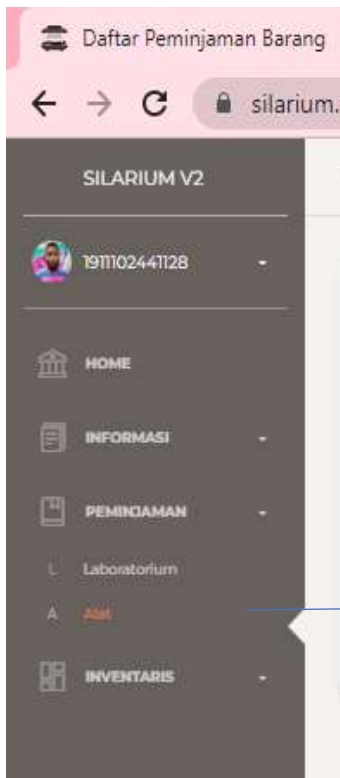 Daftar Peminjaman Barang
silarium.
SILARIUM V2
1911102441128
HOME
INFORMASI
PEMINJAMAN
L Laboratorium
A Alat
INVENTARIS